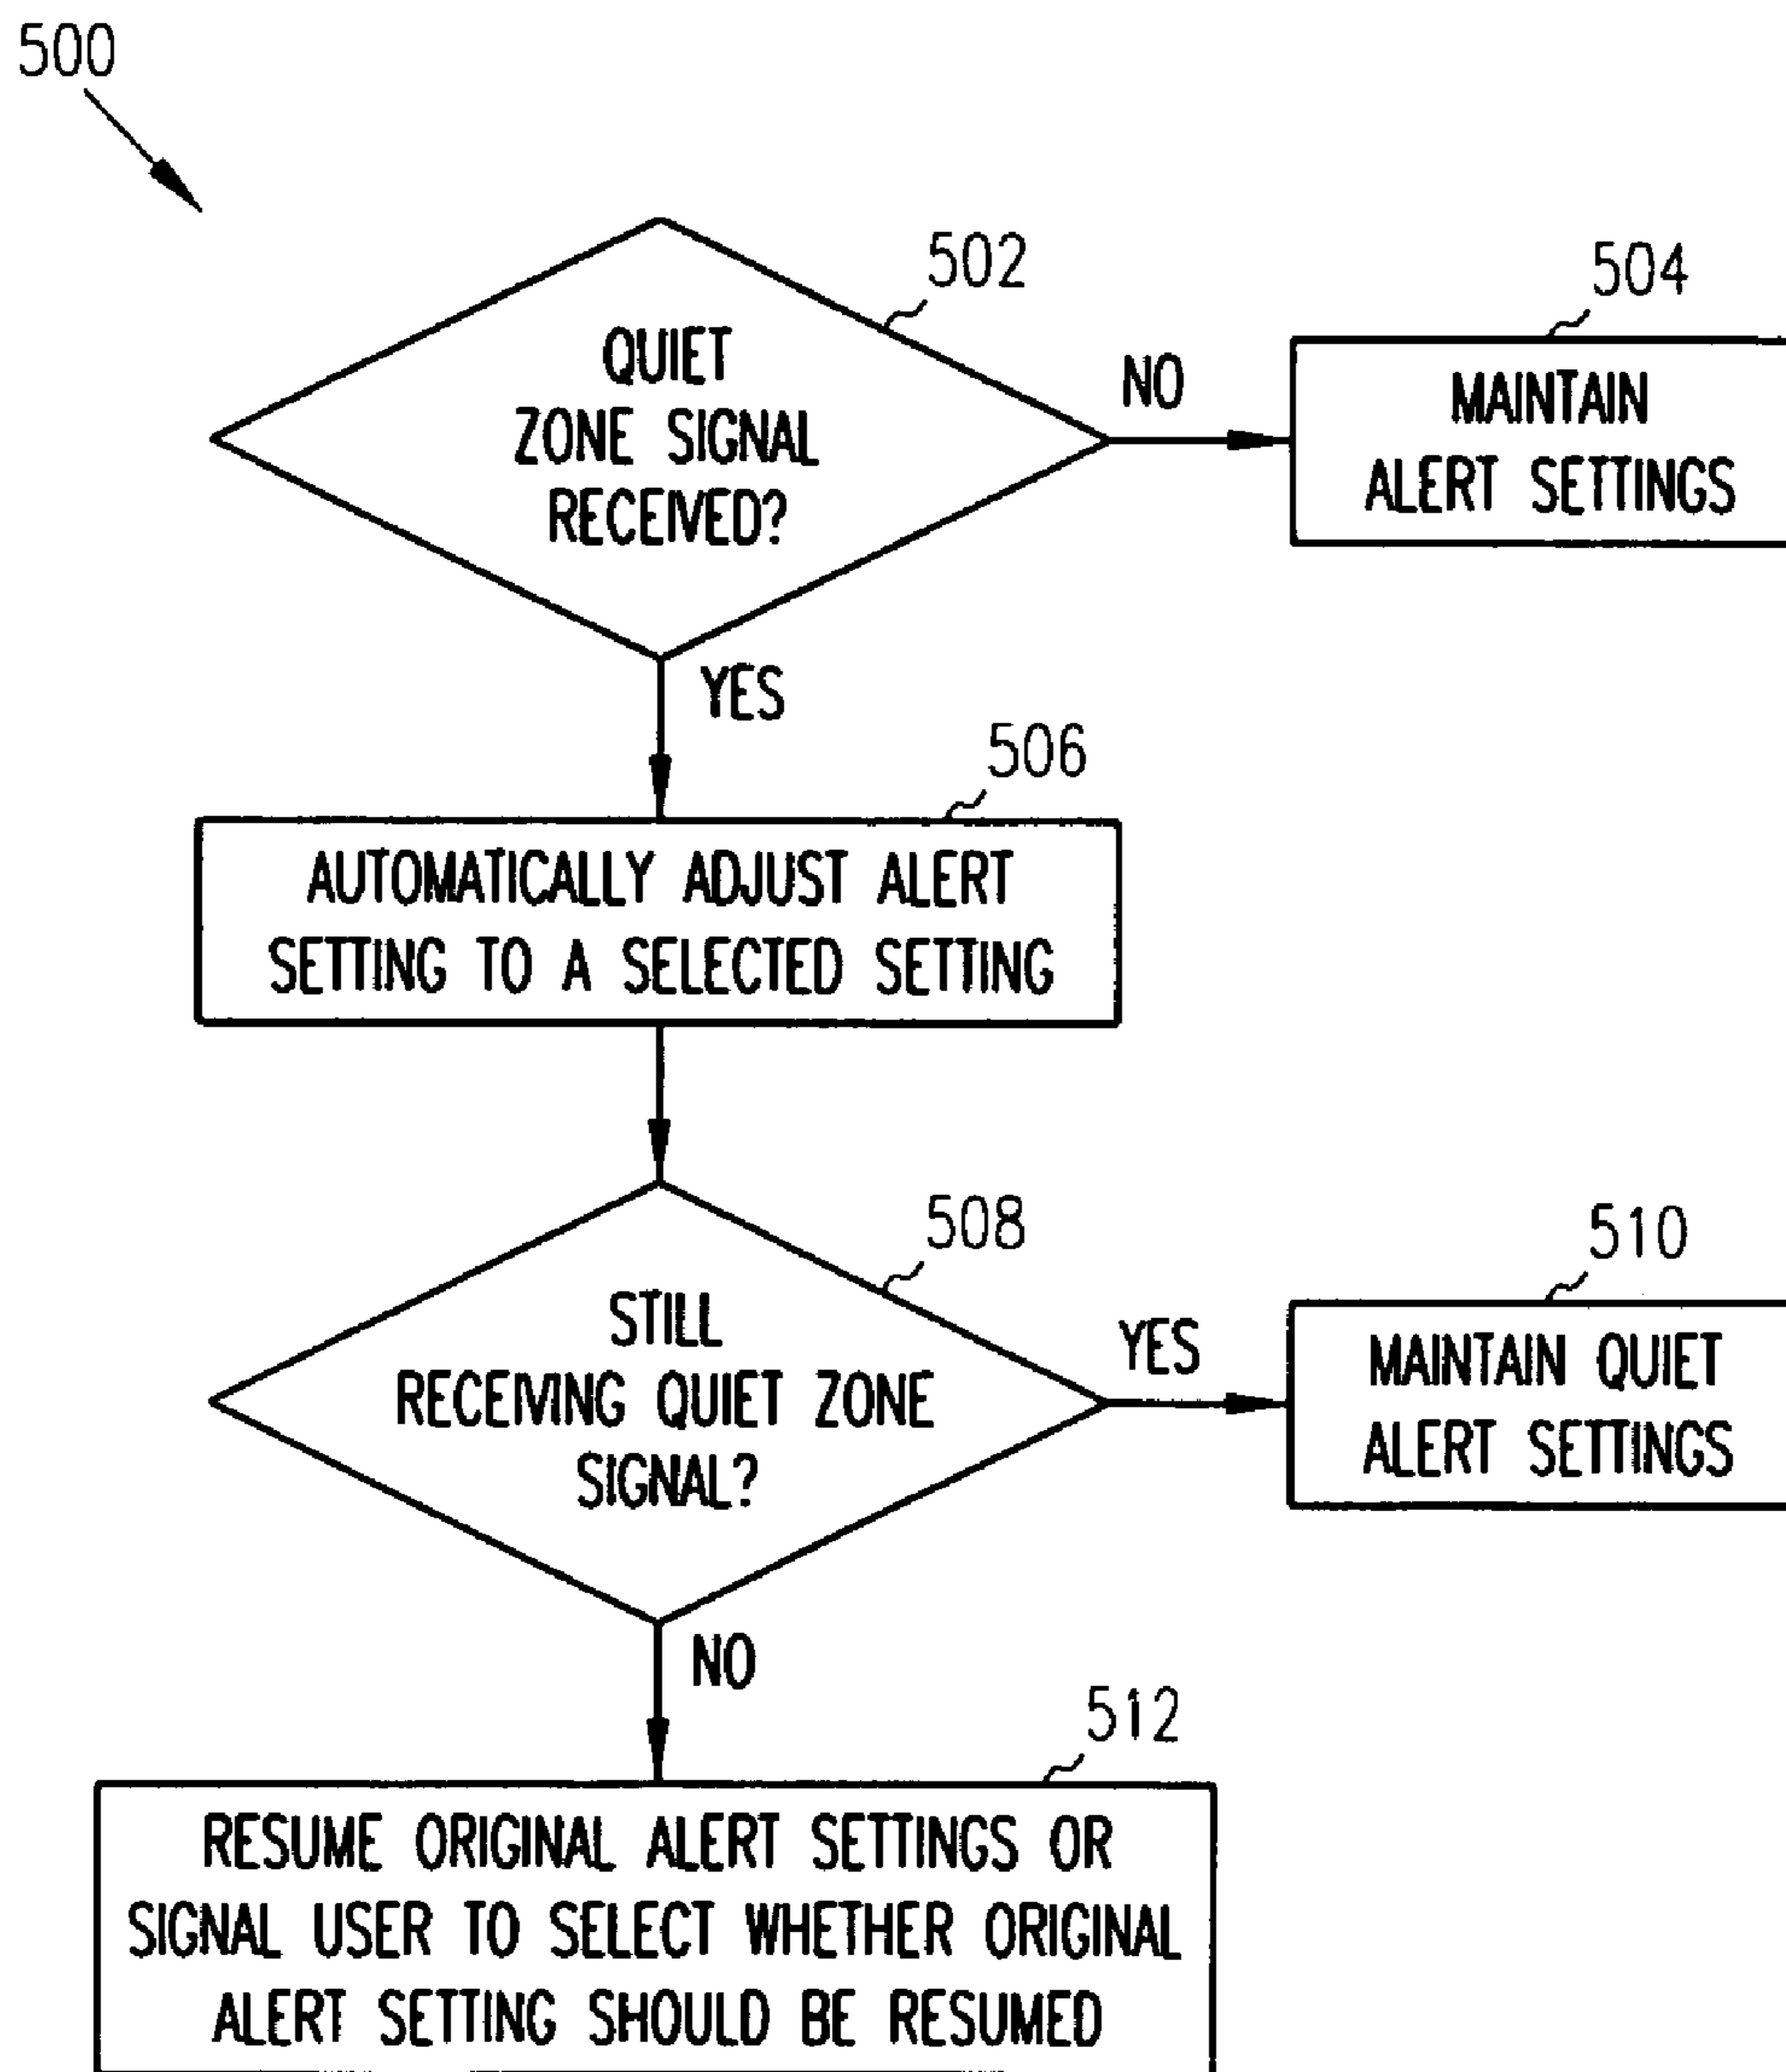 500
502
QUIET
ZONE SIGNAL
RECEIVED?
NO
504
MAINTAIN
ALERT SETTINGS
YES
506
AUTOMATICALLY ADJUST ALERT
SETTING TO A SELECTED SETTING
508
STILL
RECEIVING QUIET ZONE
SIGNAL?
YES
510
MAINTAIN QUIET
ALERT SETTINGS
NO
512
RESUME ORIGINAL ALERT SETTINGS OR
SIGNAL USER TO SELECT WHETHER ORIGINAL
ALERT SETTING SHOULD BE RESUMED